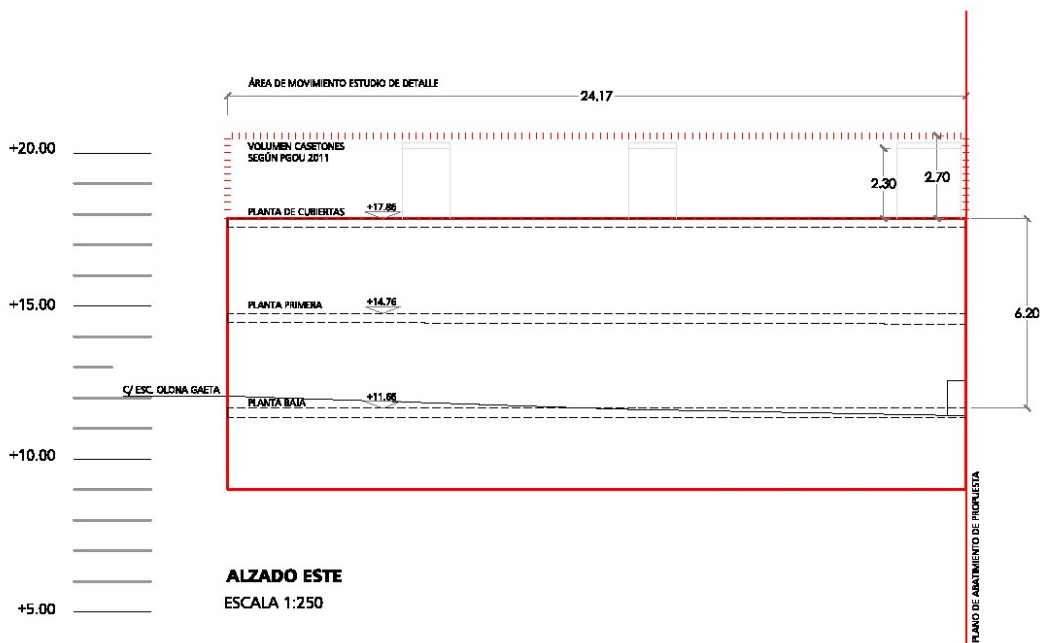 ÁREA DE MOVIMIENTO ESTUDIO DE DETALLE
24,17
+20.00
VOLUMEN CASETONES
SEGÚN PGOU 2011
2.30
2.70
PLANTA DE CUBIERTAS
+17.86
+15.00
PLANTA PRIMERA
+14.76
6.20
C/ ESC. OLONA GAETA
PLANTA BAJA
+11.66
+10.00
PLANO DE ABATIMIENTO DE PROPUESTA
ALZADO ESTE
ESCALA 1:250
+5.00